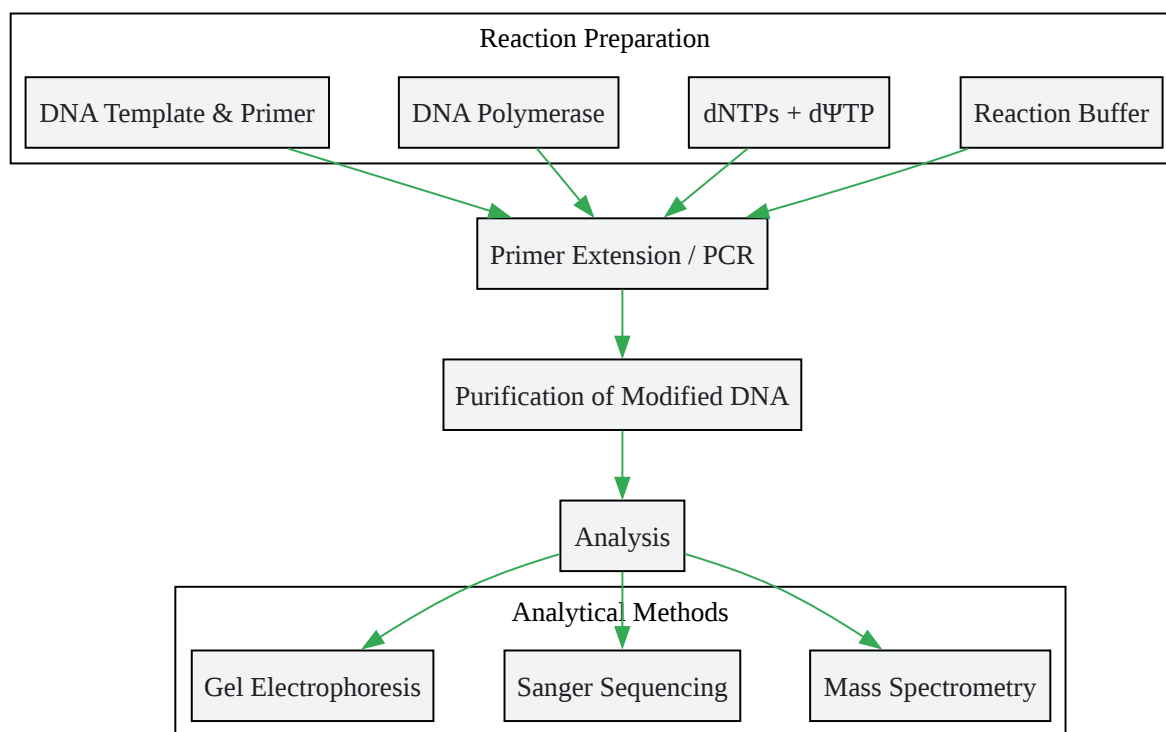 Reaction Preparation
DNA Template & Primer
DNA Polymerase
dNTPs + dΨTP
Reaction Buffer
Primer Extension / PCR
Purification of Modified DNA
Analysis
Analytical Methods
Gel Electrophoresis
Sanger Sequencing
Mass Spectrometry